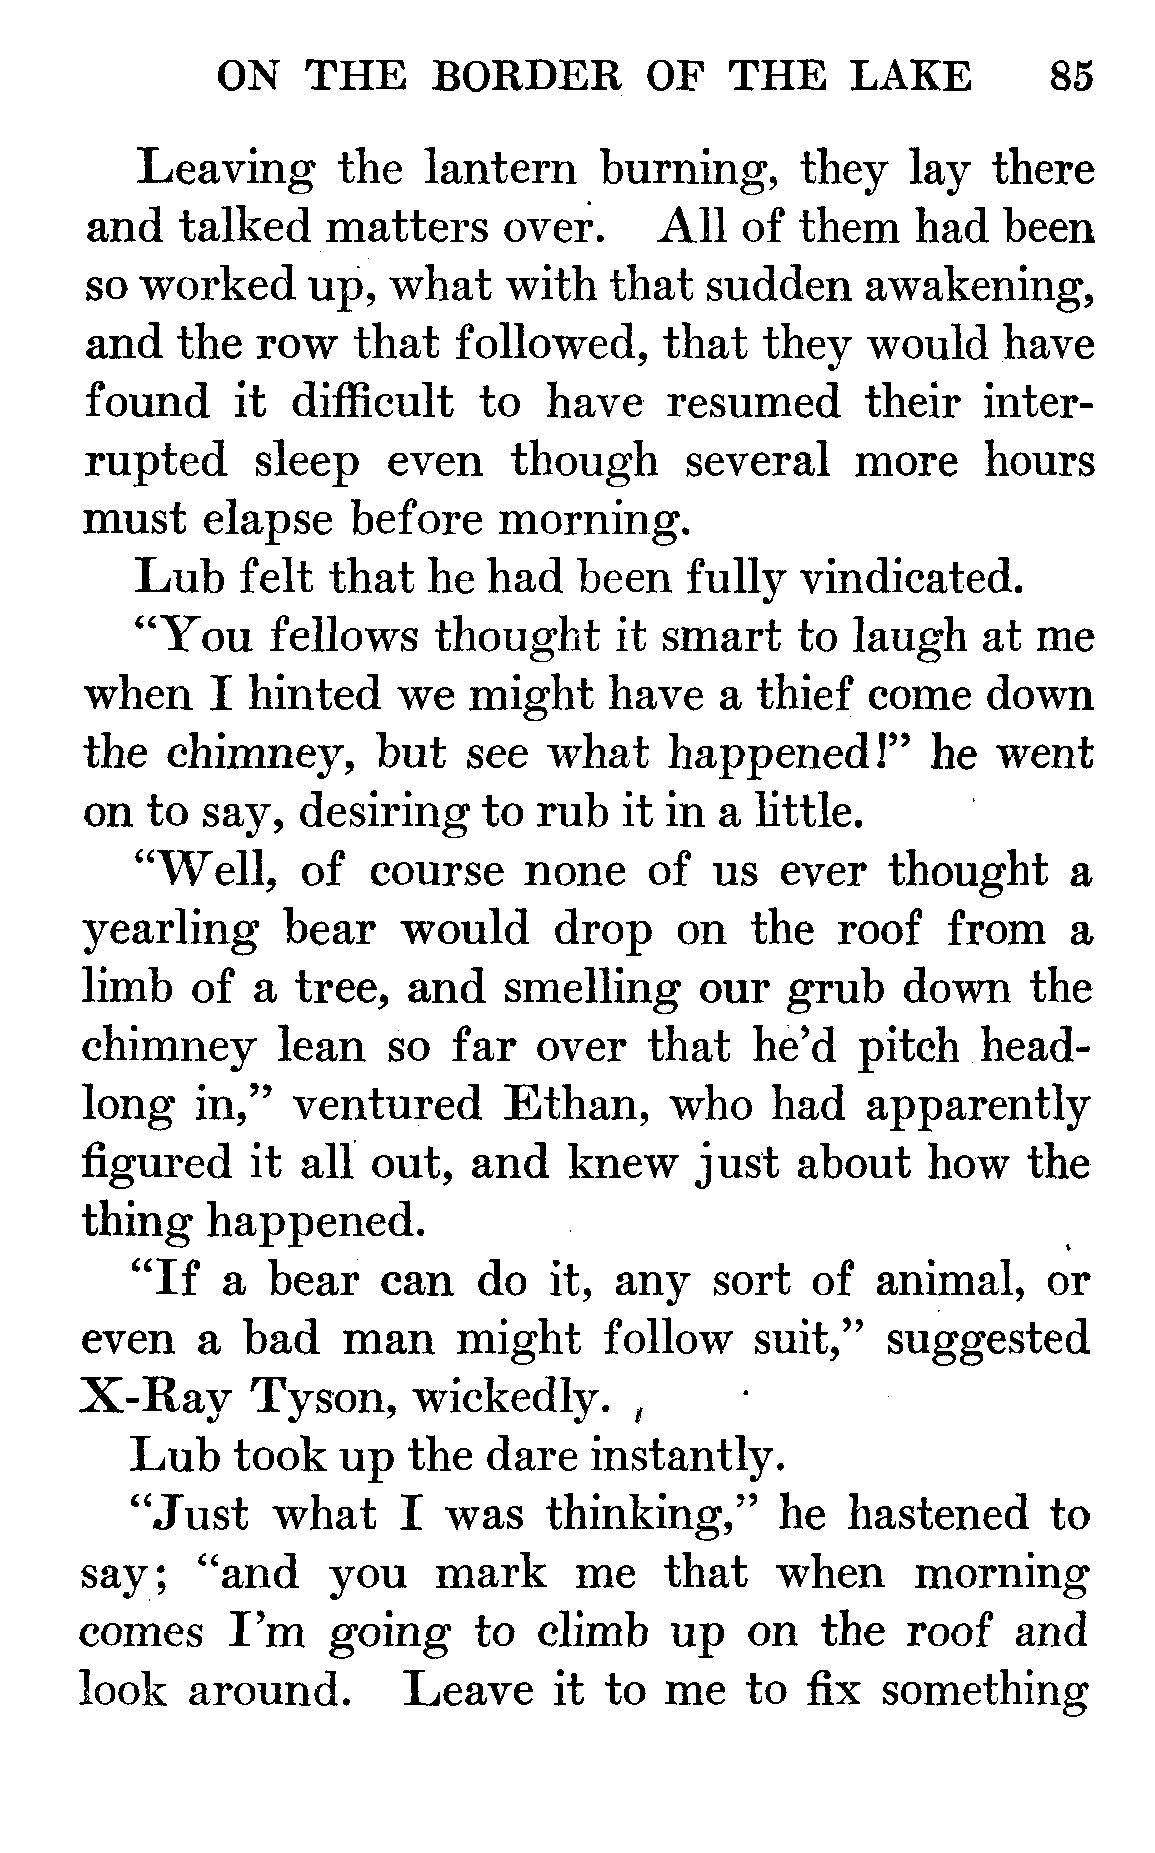 ON THE BORDER OF THE LAKE 85
Leaving the lantern burning, they lay there
and talked matters over. All of them had been
so worked up, what with that sudden awakening,
and the row that followed, that they would have
found it difficult to have resumed their inter-
rupted sleep even though several more hours
must elapse before morning.
Lub felt that he had been fully vindicated.
“You fellows thought it smart to laugh at me
when I hinted we might have a thief come down
the chimney, but see what happened!” he went
on to say, desiring to rub it in a little.
“Well, of course none of us ever thought a
yearling bear would drop on the roof from a
limb of a tree, and smelling our grub down the
chimney lean so far over that he’d pitch head-
long in,” ventured Ethan, who had apparently
figured it all out, and knew just about how the
thing happened.
“If a bear can do it, any sort of animal, or
even a bad man might follow suit,” suggested
X-Ray Tyson, wickedly.
Lub took up the dare instantly.
“Just what I was thinking,” he hastened to
say; “and you mark me that when morning
comes I’m going to climb up on the roof and
look around. Leave it to me to fix something